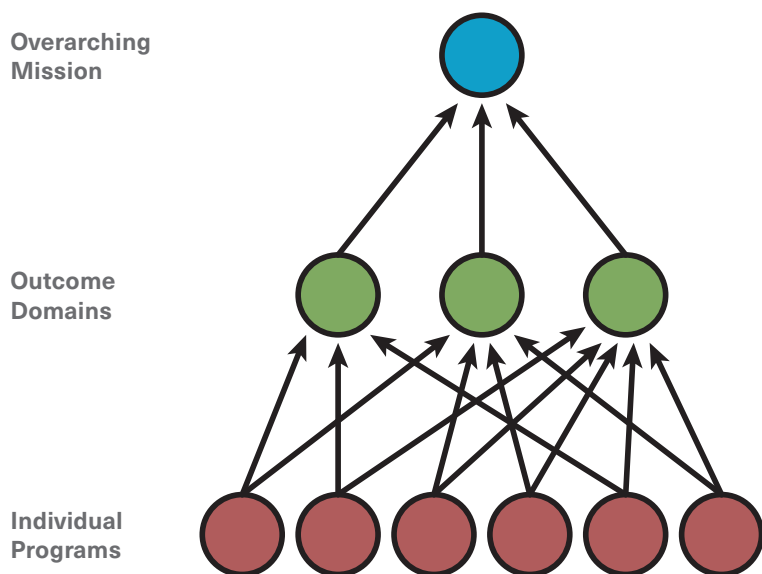 Overarching
Mission
Outcome
Domains
Individual
Programs